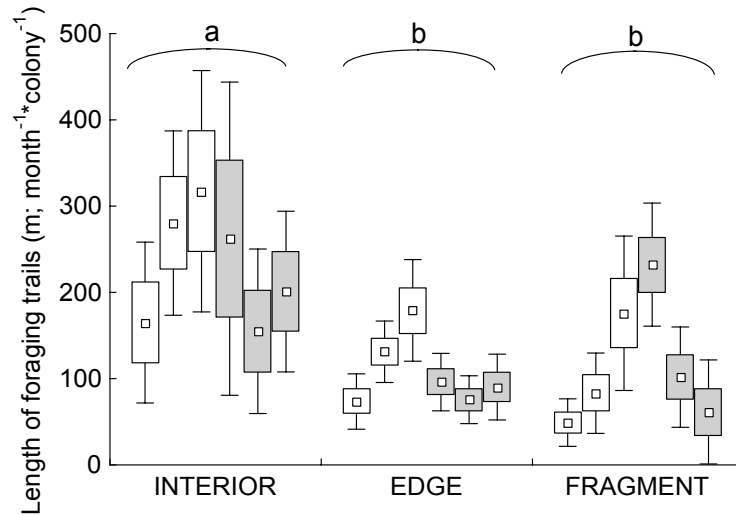 a b b
500
400
300
200
100
0
Length of foraging trails (m; month⁻¹*colony⁻¹)
INTERIOR EDGE FRAGMENT